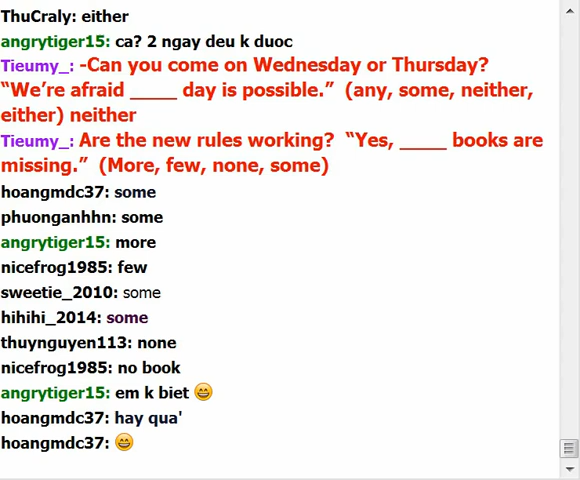 ThuCraly: either
angrytiger15: ca? 2 ngay deu k duoc
Tieumy_: -Can you come on Wednesday or Thursday?
“We’re afraid ____ day is possible.” (any, some, neither,
either) neither
Tieumy_: Are the new rules working? “Yes, ____ books are
missing.” (More, few, none, some)
hoangmdc37: some
phuonganhhn: some
angrytiger15: more
nicefrog1985: few
sweetie_2010: some
hihihi_2014: some
thuynguyen113: none
nicefrog1985: no book
angrytiger15: em k biet 😄
hoangmdc37: hay qua'
hoangmdc37: 😄